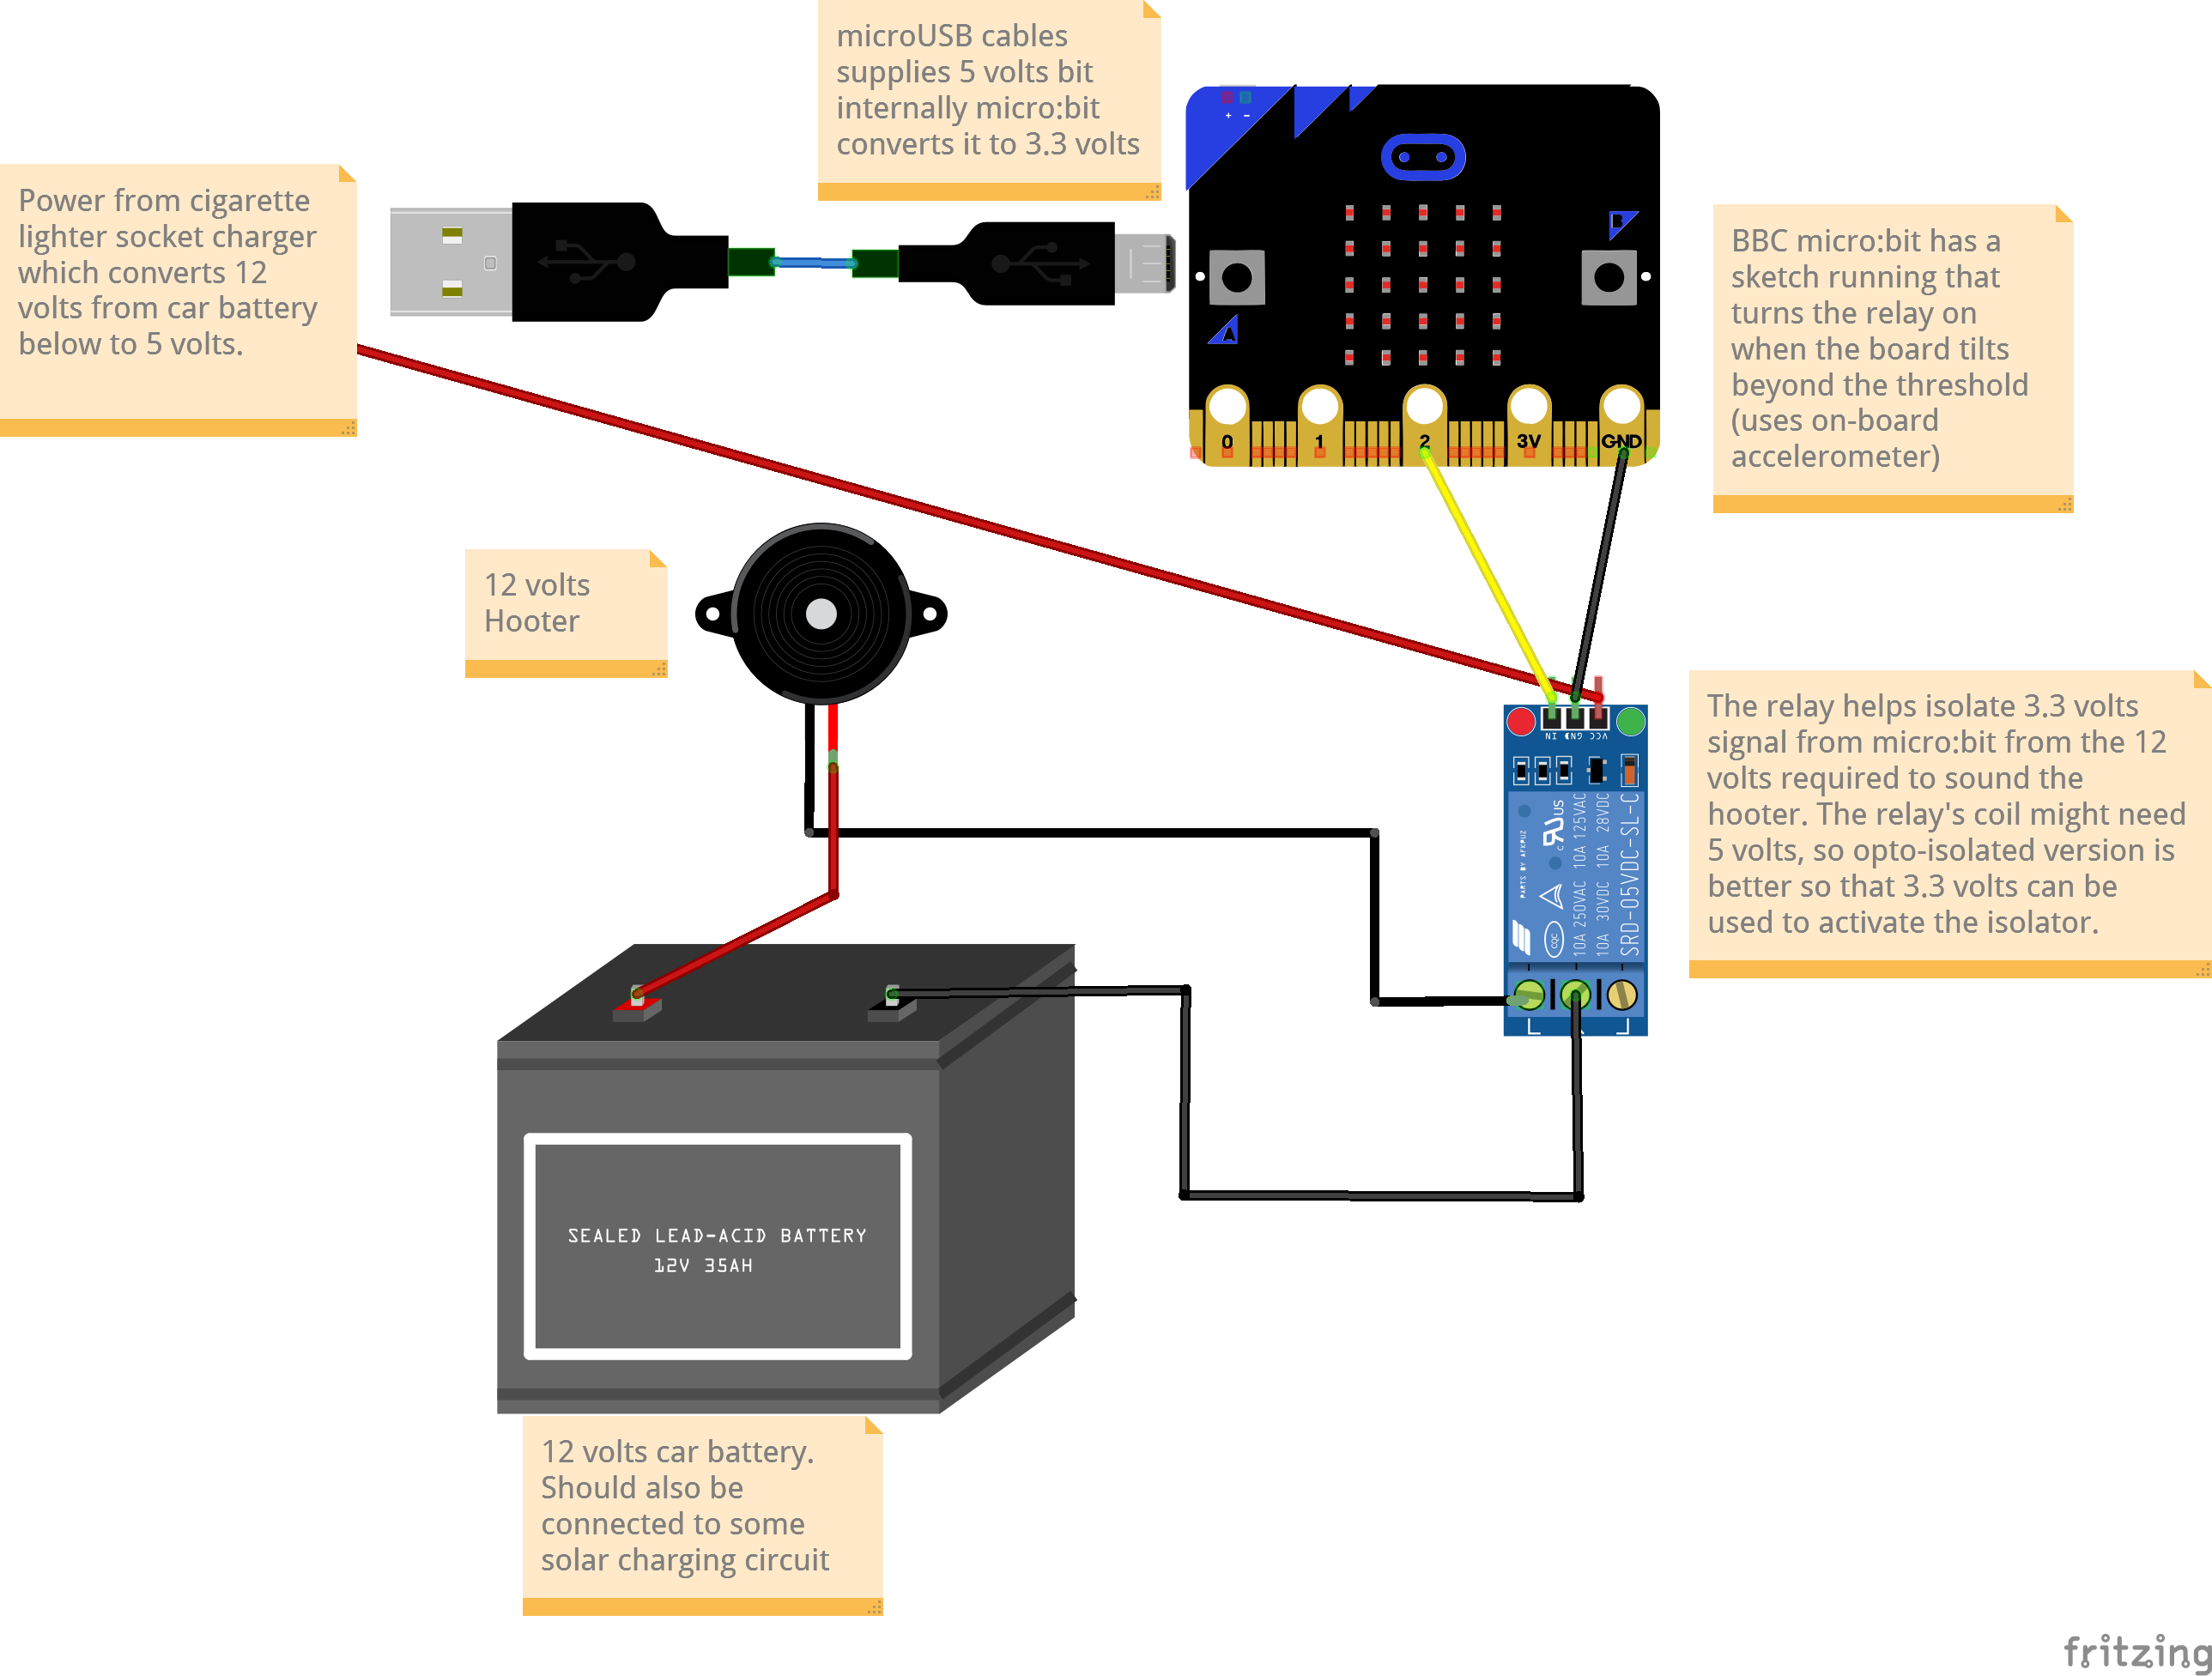 microUSB cables
supplies 5 volts bit
internally micro:bit
converts it to 3.3 volts
Power from cigarette
lighter socket charger
which converts 12
volts from car battery
below to 5 volts.
+ −
B
A
0 1 2 3V GND
BBC micro:bit has a
sketch running that
turns the relay on
when the board tilts
beyond the threshold
(uses on-board
accelerometer)
12 volts
Hooter
IN GND VCC
The relay helps isolate 3.3 volts
signal from micro:bit from the 12
volts required to sound the
hooter. The relay's coil might need
5 volts, so opto-isolated version is
better so that 3.3 volts can be
used to activate the isolator.
PARTS BY AFKMUZ
c US
CQC
10A 250VAC 10A 125VAC
10A 30VDC 10A 28VDC
SRD-05VDC-SL-C
SEALED LEAD-ACID BATTERY
12V 35AH
12 volts car battery.
Should also be
connected to some
solar charging circuit
fritzing